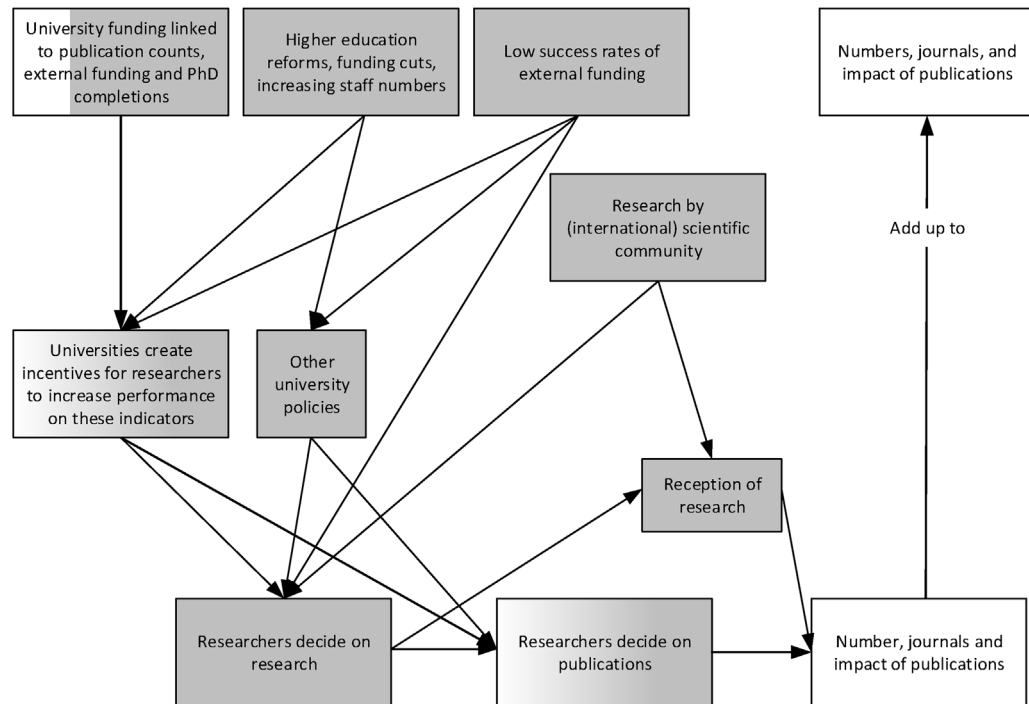 University funding linked
to publication counts,
external funding and PhD
completions
Higher education
reforms, funding cuts,
increasing staff numbers
Low success rates of
external funding
Numbers, journals, and
impact of publications
Research by
(international) scientific
community
Add up to
Universities create
incentives for researchers
to increase performance
on these indicators
Other
university
policies
Reception of
research
Researchers decide on
research
Researchers decide on
publications
Number, journals and
impact of publications